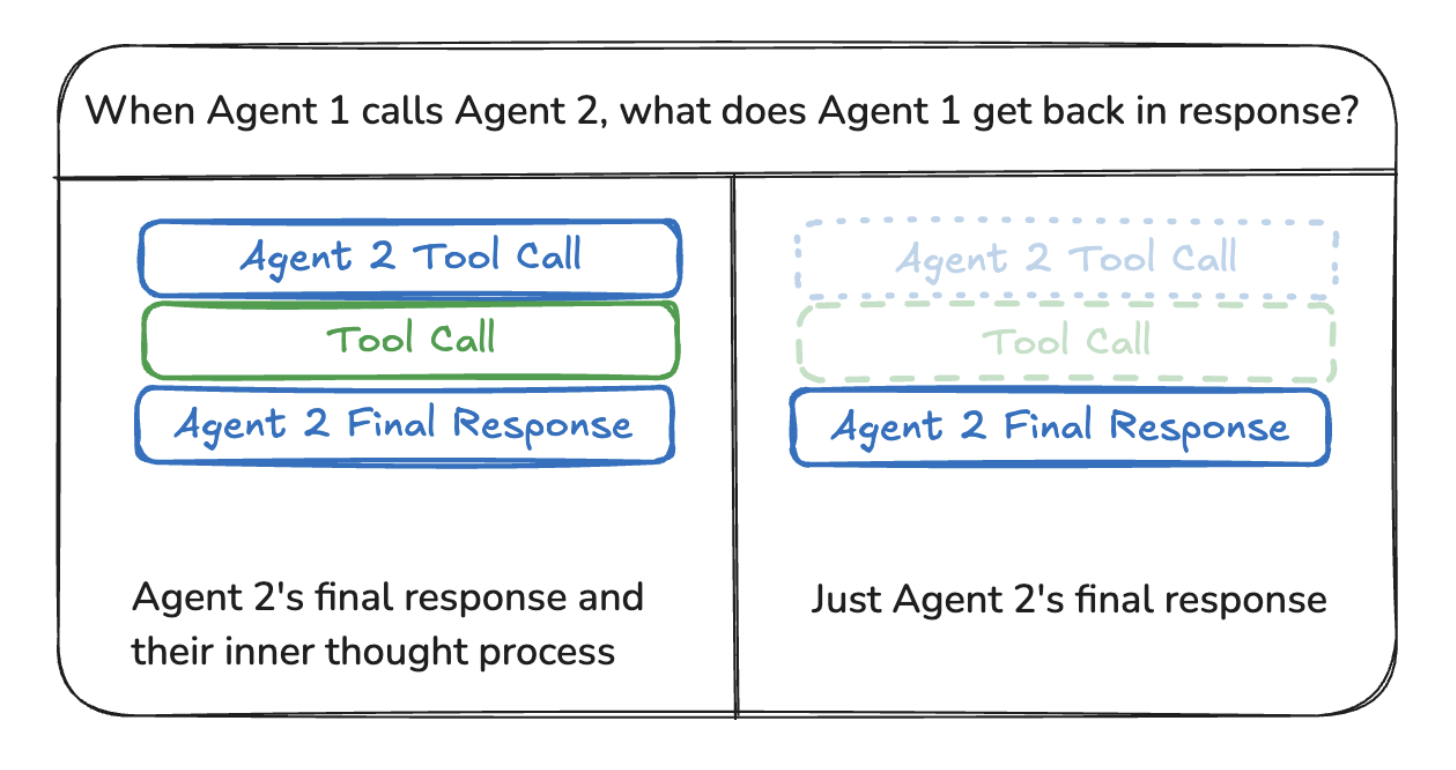 When Agent 1 calls Agent 2, what does Agent 1 get back in response?
Agent 2 Tool Call
Tool Call
Agent 2 Final Response
Agent 2's final response and
their inner thought process
Agent 2 Tool Call
Tool Call
Agent 2 Final Response
Just Agent 2's final response